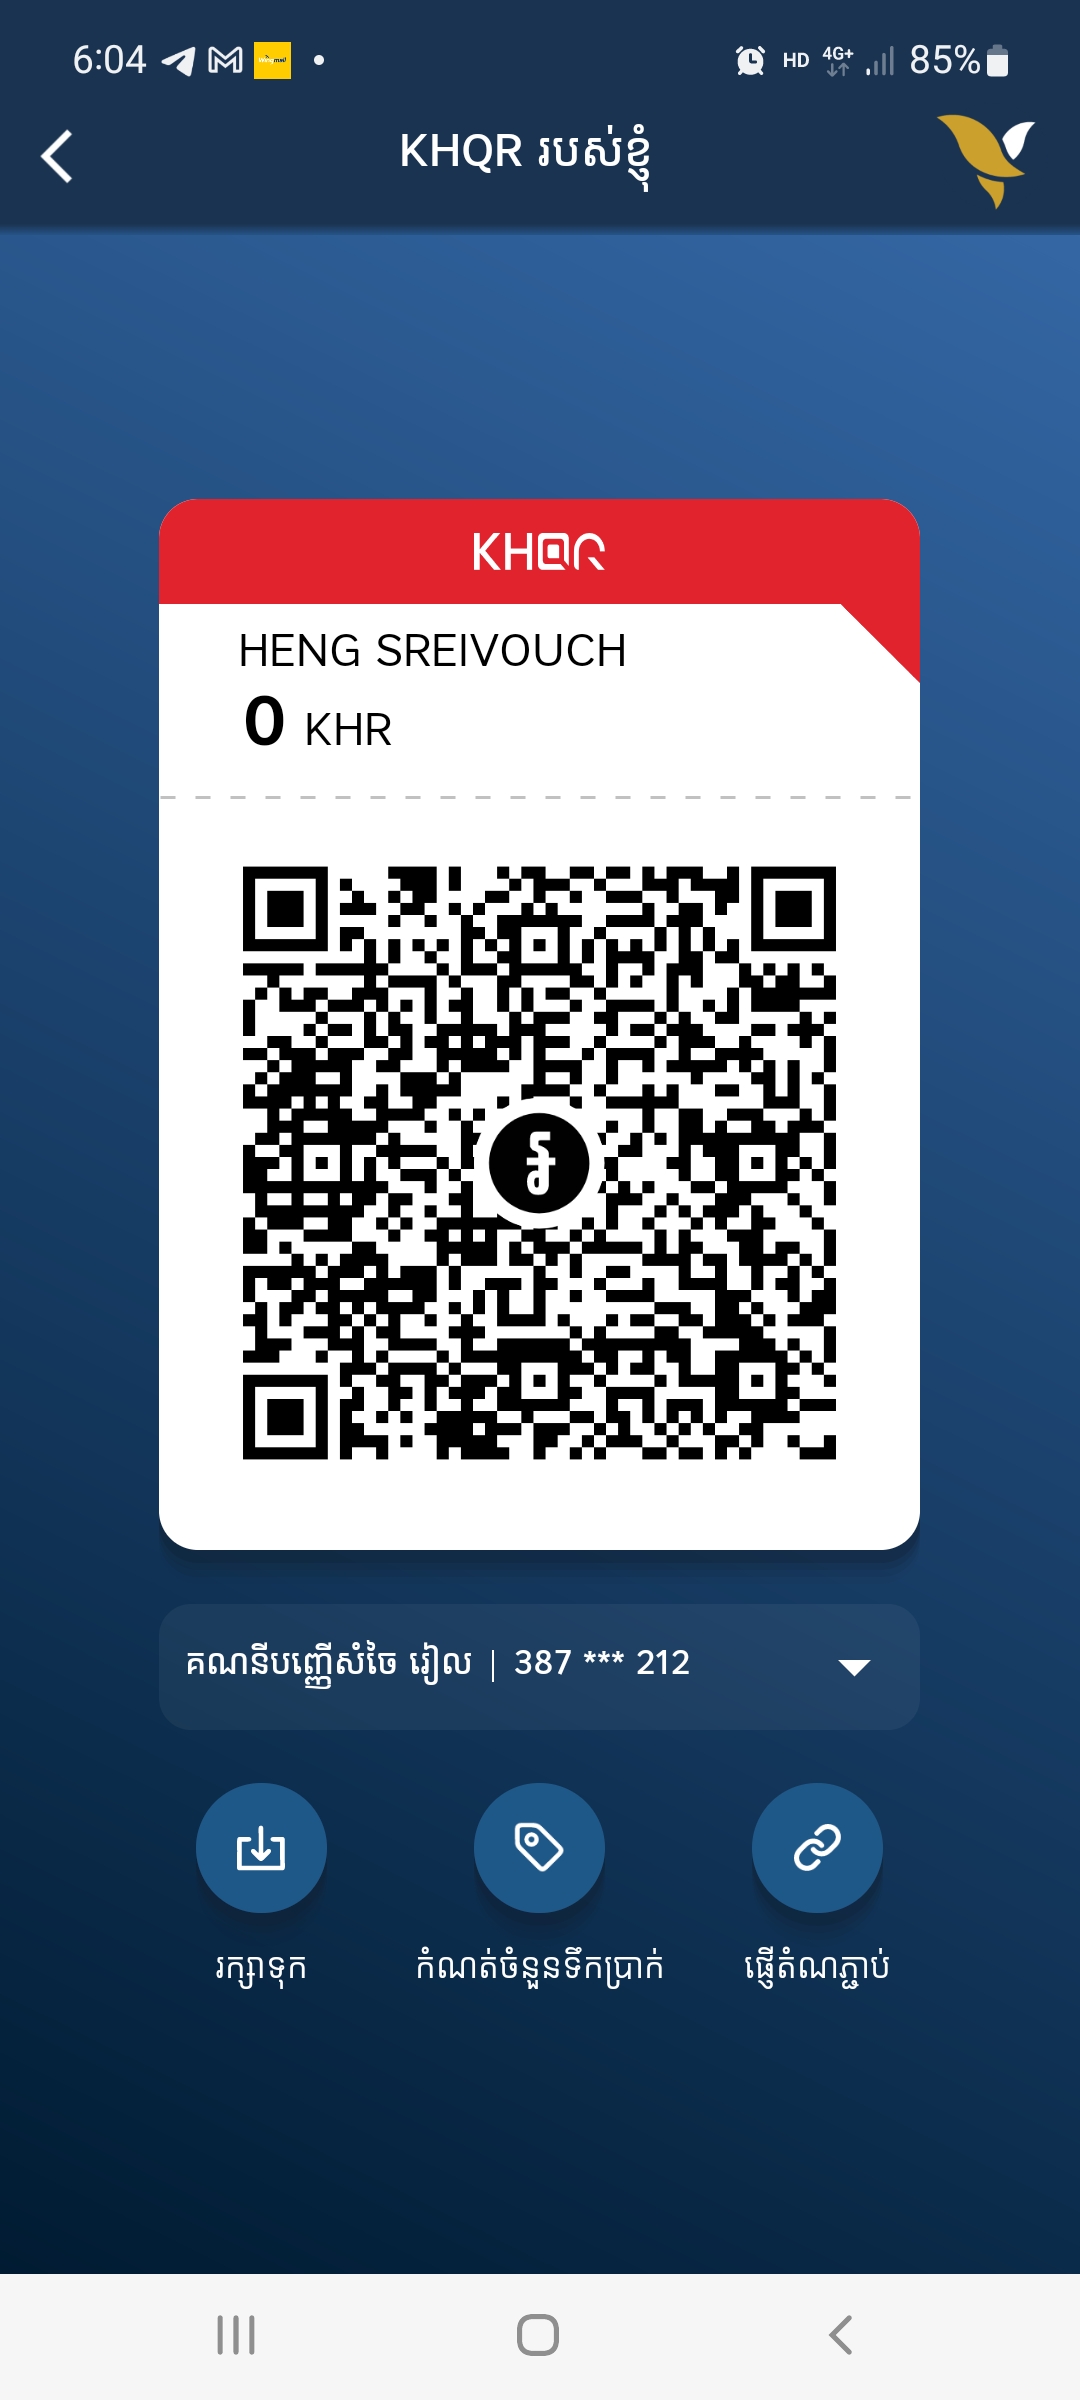 6:04
HD 4G+ 85%
KHQR របស់ខ្ញុំ
KHQR
HENG SREIVOUCH
0 KHR
គណនីបញ្ញើសំចៃ រៀល | 387 *** 212
រក្សាទុក
កំណត់ចំនួនទឹកប្រាក់
ផ្ញើតំណភ្ជាប់